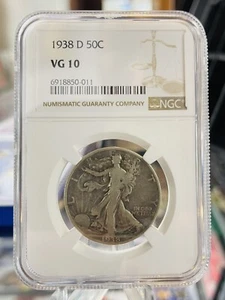 1938 D 50C
VG 10
6918850-011
NUMISMATIC GUARANTY COMPANY
NGC